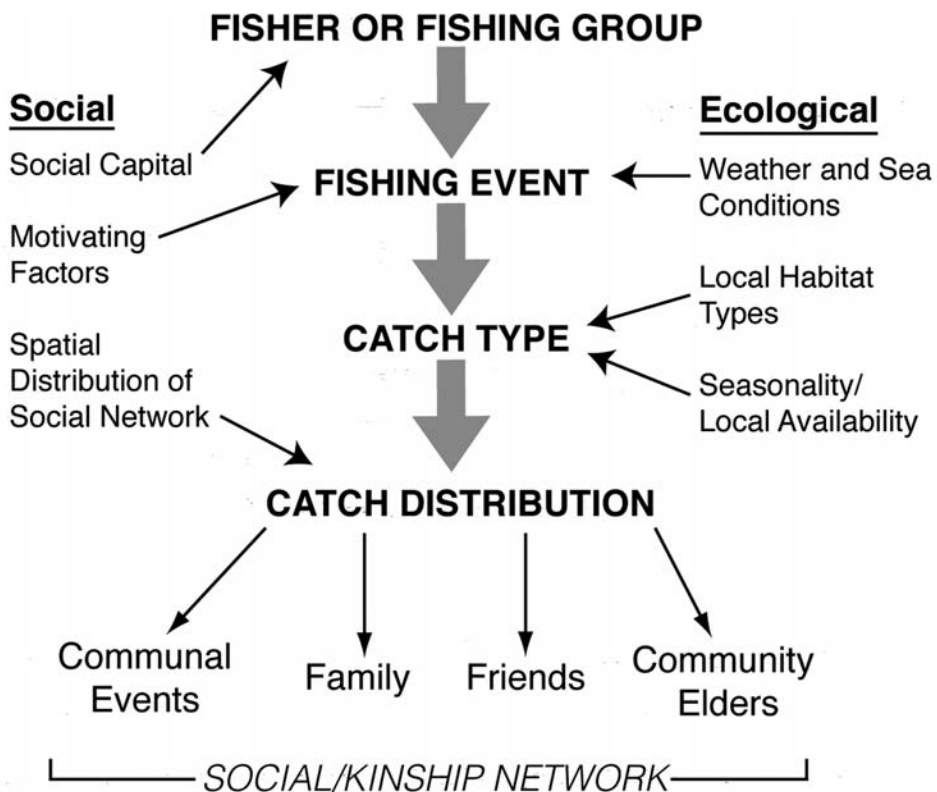 FISHER OR FISHING GROUP
Social
Social Capital
Motivating
Factors
Spatial
Distribution of
Social Network
FISHING EVENT
CATCH TYPE
Ecological
Weather and Sea
Conditions
Local Habitat
Types
Seasonality/
Local Availability
CATCH DISTRIBUTION
Communal
Events
Family
Friends
Community
Elders
SOCIAL/KINSHIP NETWORK